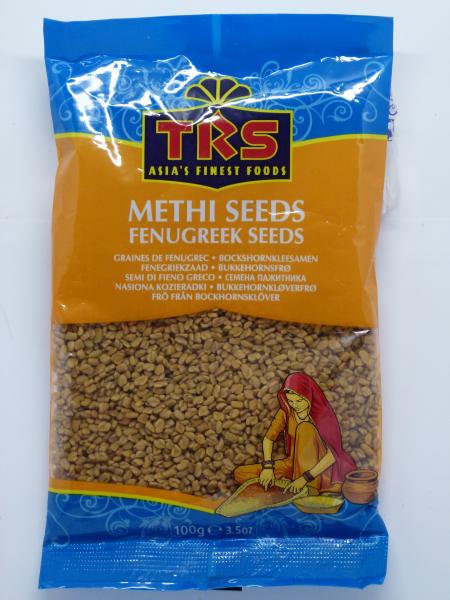 TRS
ASIA'S FINEST FOODS
METHI SEEDS
FENUGREEK SEEDS
GRAINES DE FENUGREC • BOCKSHORNKLEESAMEN
FENEGRIEKZAAD • BUKKEHORNSFRØ
SEMI DI FIENO GRECO • СЕМЕНА ПАЖИТНИКА
NASIONA KOZIERADKI • BUKKEHORNKLØVERFRØ
FRÖ FRÅN BOCKHORNSKLÖVER
100g ℮ 3.5oz